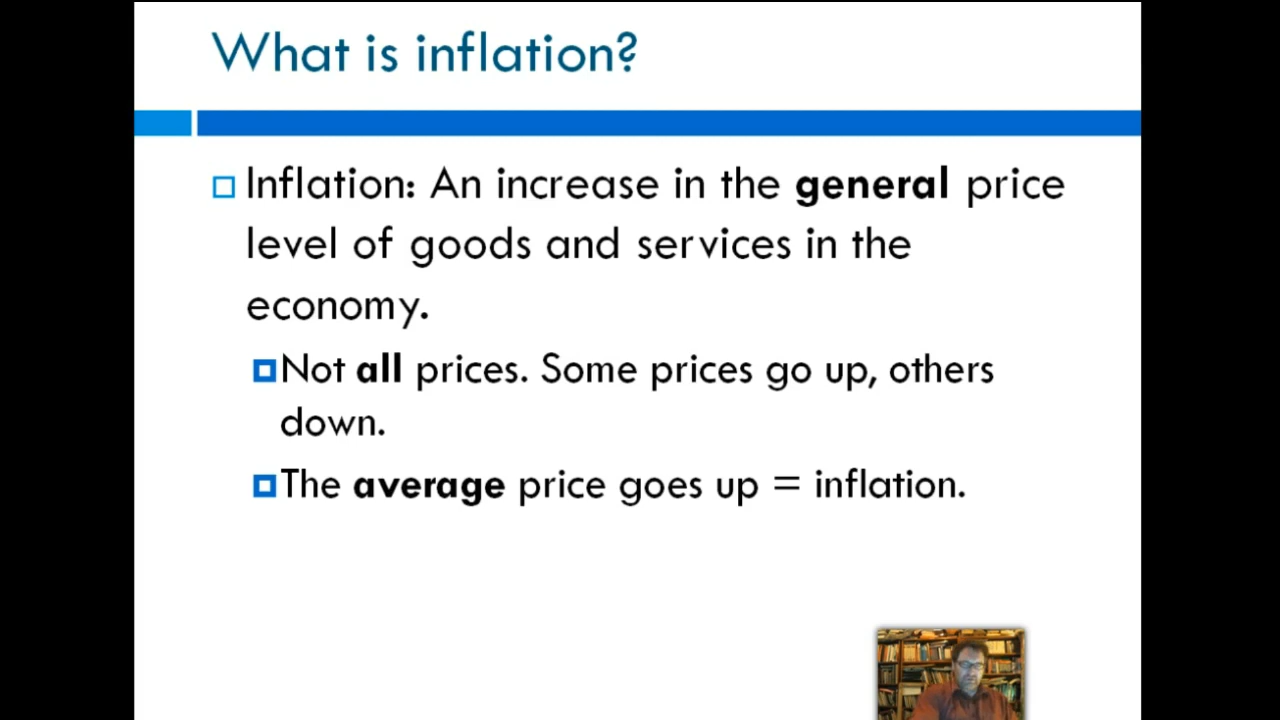 What is inflation?
Inflation: An increase in the general price
level of goods and services in the
economy.
Not all prices. Some prices go up, others
down.
The average price goes up = inflation.